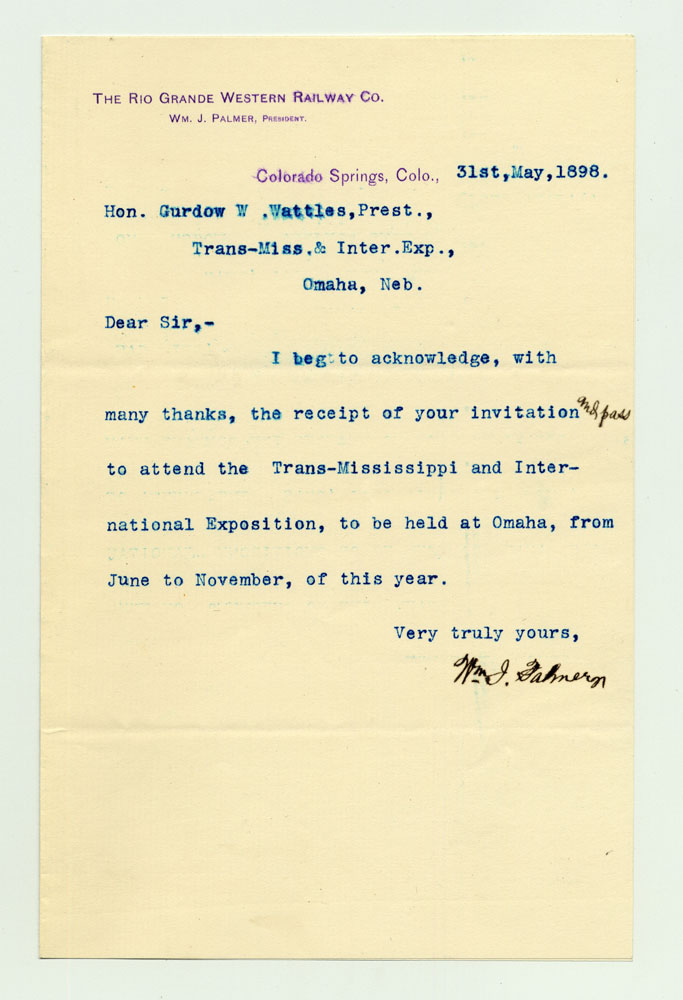 THE RIO GRANDE WESTERN RAILWAY CO.
WM. J. PALMER, PRESIDENT.
Colorado Springs, Colo., 31st,May,1898.
Hon. Gurdow W .Wattles,Prest.,
Trans-Miss.& Inter.Exp.,
Omaha, Neb.
Dear Sir,-
I beg to acknowledge, with
many thanks, the receipt of your invitation and pass
to attend the Trans-Mississippi and Inter-
national Exposition, to be held at Omaha, from
June to November, of this year.
Very truly yours,
Wm J. Palmer